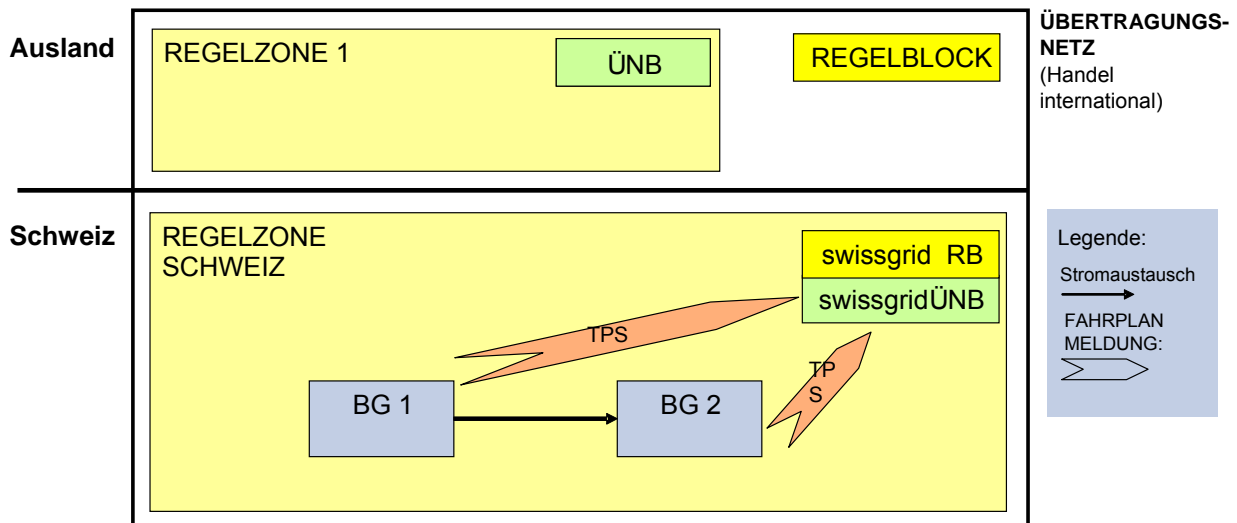 Ausland
REGELZONE 1
ÜNB
REGELBLOCK
ÜBERTRAGUNGS-
NETZ
(Handel
international)
Schweiz
REGELZONE
SCHWEIZ
swissgrid RB
swissgridÜNB
TPS
TP
S
BG 1
BG 2
Legende:
Stromaustausch
FAHRPLAN
MELDUNG: